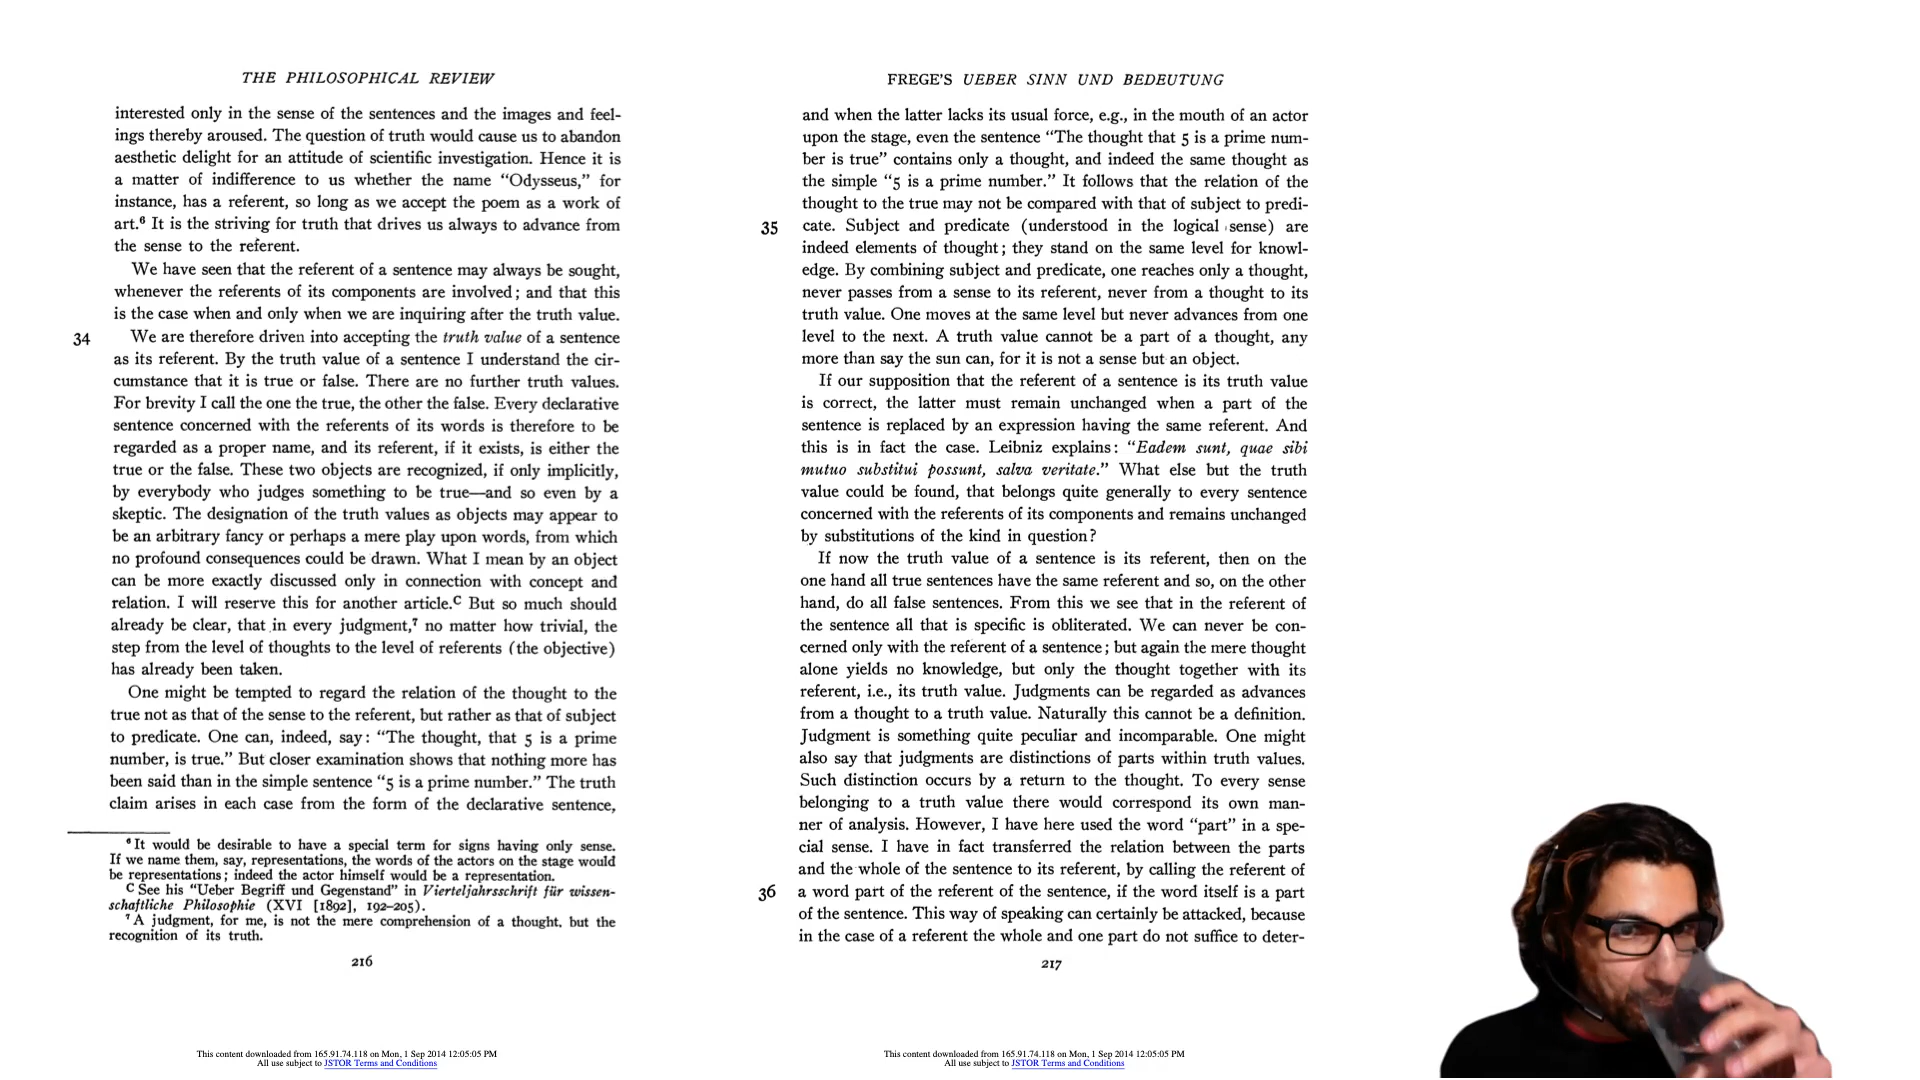 THE PHILOSOPHICAL REVIEW
interested only in the sense of the sentences and the images and feel-
ings thereby aroused. The question of truth would cause us to abandon
aesthetic delight for an attitude of scientific investigation. Hence it is
a matter of indifference to us whether the name “Odysseus,” for
instance, has a referent, so long as we accept the poem as a work of
art.⁶ It is the striving for truth that drives us always to advance from
the sense to the referent.
We have seen that the referent of a sentence may always be sought,
whenever the referents of its components are involved; and that this
is the case when and only when we are inquiring after the truth value.
34 We are therefore driven into accepting the truth value of a sentence
as its referent. By the truth value of a sentence I understand the cir-
cumstance that it is true or false. There are no further truth values.
For brevity I call the one the true, the other the false. Every declarative
sentence concerned with the referents of its words is therefore to be
regarded as a proper name, and its referent, if it exists, is either the
true or the false. These two objects are recognized, if only implicitly,
by everybody who judges something to be true—and so even by a
skeptic. The designation of the truth values as objects may appear to
be an arbitrary fancy or perhaps a mere play upon words, from which
no profound consequences could be drawn. What I mean by an object
can be more exactly discussed only in connection with concept and
relation. I will reserve this for another article.ᶜ But so much should
already be clear, that in every judgment,⁷ no matter how trivial, the
step from the level of thoughts to the level of referents (the objective)
has already been taken.
One might be tempted to regard the relation of the thought to the
true not as that of the sense to the referent, but rather as that of subject
to predicate. One can, indeed, say: “The thought, that 5 is a prime
number, is true.” But closer examination shows that nothing more has
been said than in the simple sentence “5 is a prime number.” The truth
claim arises in each case from the form of the declarative sentence,
⁶ It would be desirable to have a special term for signs having only sense.
If we name them, say, representations, the words of the actors on the stage would
be representations; indeed the actor himself would be a representation.
ᶜ See his “Ueber Begriff und Gegenstand” in Vierteljahrsschrift für wissen-
schaftliche Philosophie (XVI [1892], 192–205).
⁷ A judgment, for me, is not the mere comprehension of a thought, but the
recognition of its truth.
216
This content downloaded from 165.91.74.118 on Mon, 1 Sep 2014 12:05:05 PM
All use subject to JSTOR Terms and Conditions
FREGE'S UEBER SINN UND BEDEUTUNG
and when the latter lacks its usual force, e.g., in the mouth of an actor
upon the stage, even the sentence “The thought that 5 is a prime num-
ber is true” contains only a thought, and indeed the same thought as
the simple “5 is a prime number.” It follows that the relation of the
thought to the true may not be compared with that of subject to predi-
35 cate. Subject and predicate (understood in the logical sense) are
indeed elements of thought; they stand on the same level for knowl-
edge. By combining subject and predicate, one reaches only a thought,
never passes from a sense to its referent, never from a thought to its
truth value. One moves at the same level but never advances from one
level to the next. A truth value cannot be a part of a thought, any
more than say the sun can, for it is not a sense but an object.
If our supposition that the referent of a sentence is its truth value
is correct, the latter must remain unchanged when a part of the
sentence is replaced by an expression having the same referent. And
this is in fact the case. Leibniz explains: “Eadem sunt, quae sibi
mutuo substitui possunt, salva veritate.” What else but the truth
value could be found, that belongs quite generally to every sentence
concerned with the referents of its components and remains unchanged
by substitutions of the kind in question?
If now the truth value of a sentence is its referent, then on the
one hand all true sentences have the same referent and so, on the other
hand, do all false sentences. From this we see that in the referent of
the sentence all that is specific is obliterated. We can never be con-
cerned only with the referent of a sentence; but again the mere thought
alone yields no knowledge, but only the thought together with its
referent, i.e., its truth value. Judgments can be regarded as advances
from a thought to a truth value. Naturally this cannot be a definition.
Judgment is something quite peculiar and incomparable. One might
also say that judgments are distinctions of parts within truth values.
Such distinction occurs by a return to the thought. To every sense
belonging to a truth value there would correspond its own man-
ner of analysis. However, I have here used the word “part” in a spe-
cial sense. I have in fact transferred the relation between the parts
and the whole of the sentence to its referent, by calling the referent of
36 a word part of the referent of the sentence, if the word itself is a part
of the sentence. This way of speaking can certainly be attacked, because
in the case of a referent the whole and one part do not suffice to deter-
217
This content downloaded from 165.91.74.118 on Mon, 1 Sep 2014 12:05:05 PM
All use subject to JSTOR Terms and Conditions